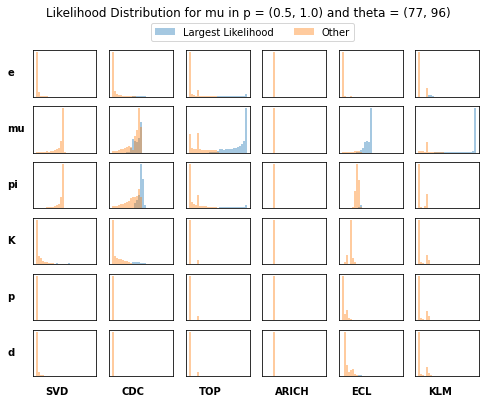 Likelihood Distribution for mu in p = (0.5, 1.0) and theta = (77, 96)
Largest Likelihood Other
e
mu
pi
K
p
d
SVD CDC TOP ARICH ECL KLM